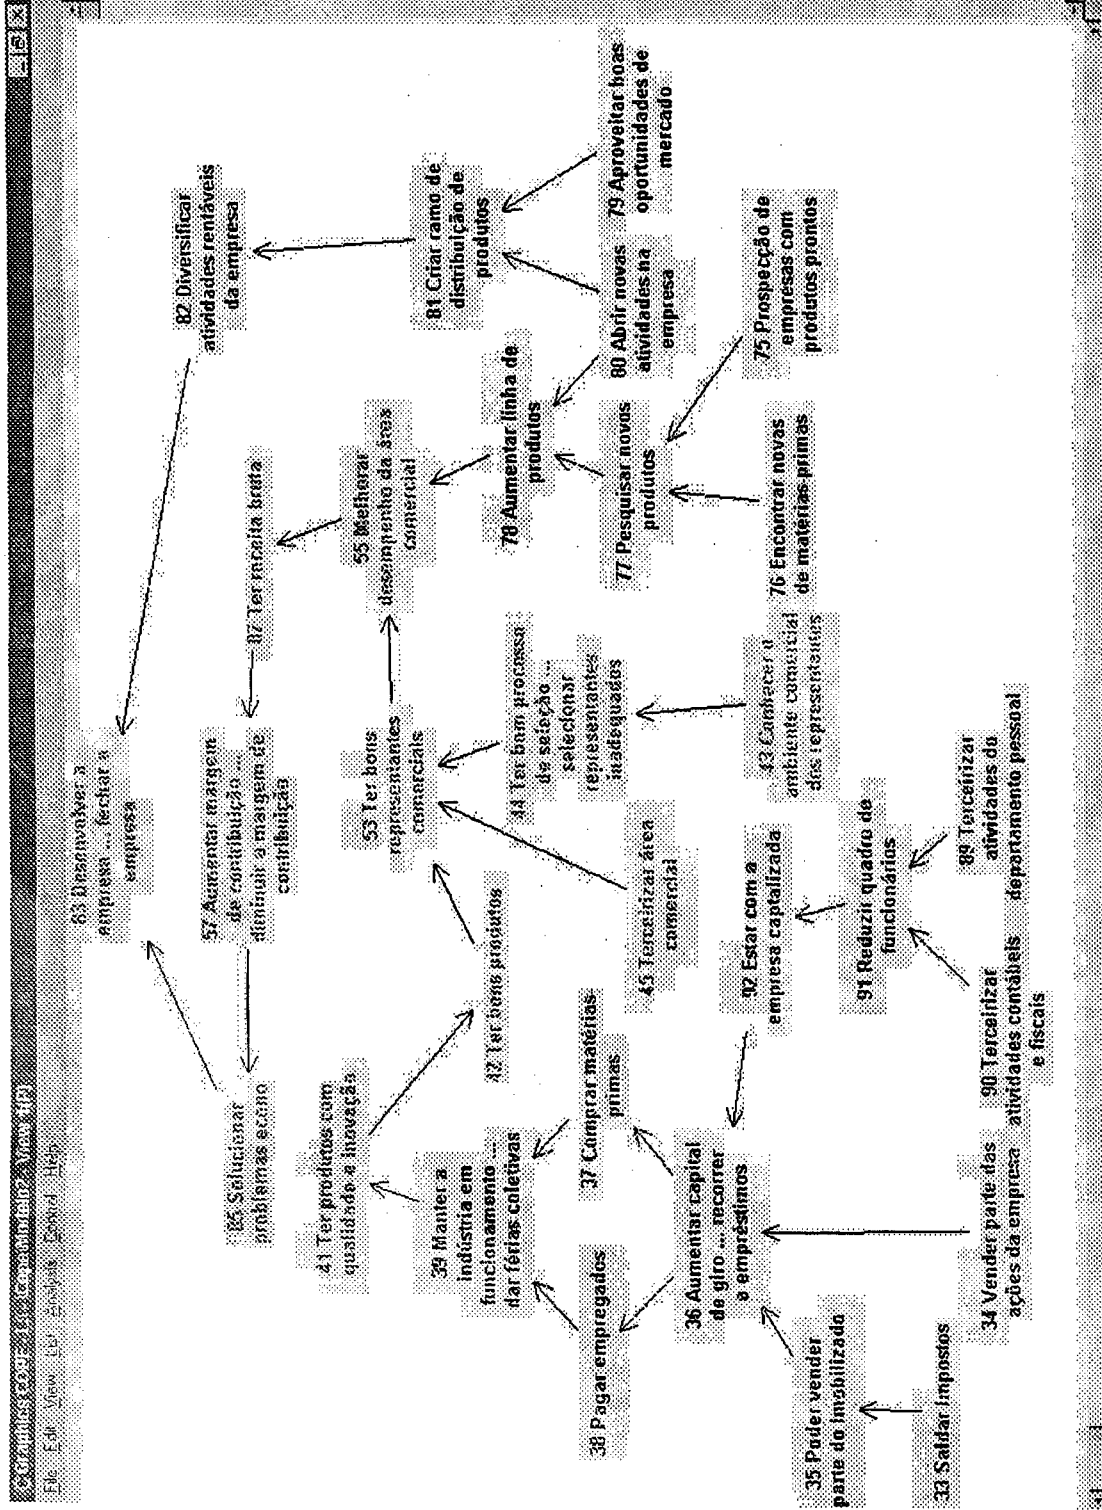 File Edit View List Analysis Control Help
63 Desenvolver a
empresa ... fechar a
empresa
82 Diversificar
atividades rentáveis
da empresa
85 Solucionar
problemas econo
57 Aumentar margem
de contribuição ...
diminuir a margem de
contribuição
87 Ter receita bruta
41 Ter produtos com
qualidade e inovação
53 Ter bons
representantes
comerciais
55 Melhorar
desempenho da área
comercial
81 Criar ramo de
distribuição de
produtos
39 Manter a
indústria em
funcionamento ...
dar férias coletivas
42 Ter bons produtos
44 Ter bom processo
de seleção ...
selecionar
representantes
inadequados
78 Aumentar linha de
produtos
38 Pagar empregados
37 Comprar matérias
primas
45 Terceirizar área
comercial
77 Pesquisar novos
produtos
80 Abrir novas
atividades na
empresa
79 Aproveitar boas
oportunidades de
mercado
36 Aumentar capital
de giro ... recorrer
a empréstimos
92 Estar com a
empresa captalizada
43 Conhecer o
ambiente comercial
dos representantes
76 Encontrar novas
de matérias primas
75 Prospecção de
empresas com
produtos prontos
35 Poder vender
parte do imobilizado
91 Reduzir quadro de
funcionários
33 Saldar Impostos
34 Vender parte das
ações da empresa
90 Terceirizar
atividades contábeis
e fiscais
89 Terceirizar
atividades do
departamento pessoal